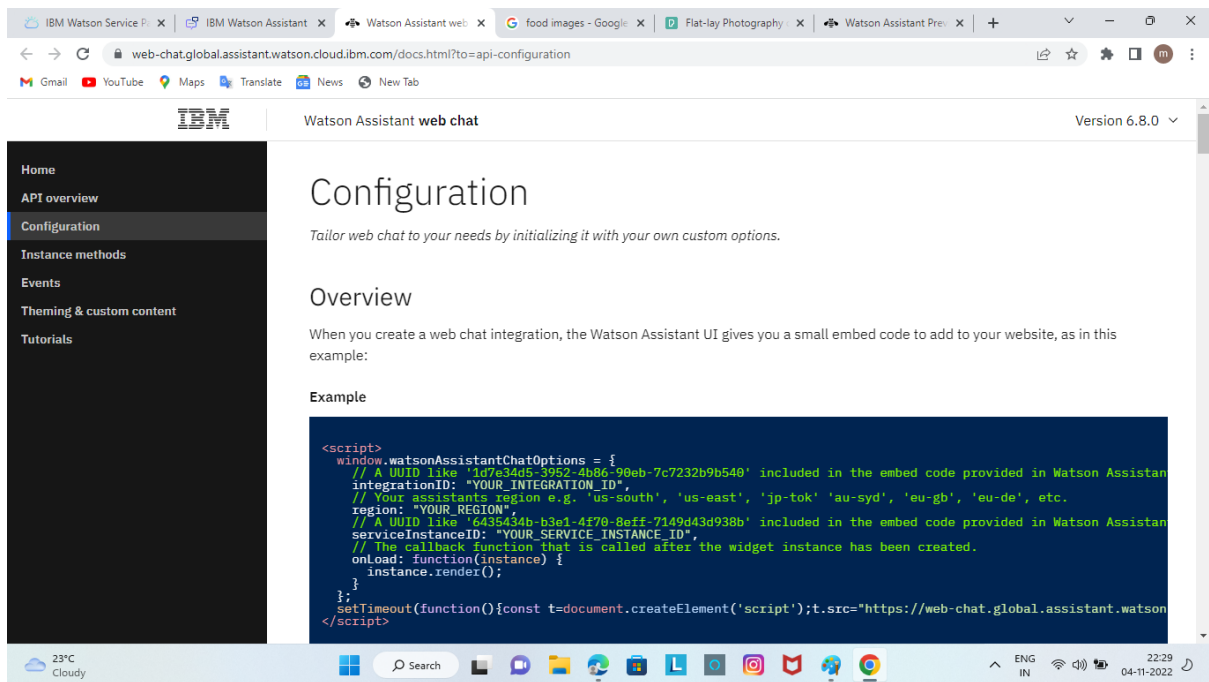 IBM Watson Service P
IBM Watson Assistant
Watson Assistant web
food images - Google
Flat-lay Photography
Watson Assistant Prev
web-chat.global.assistant.watson.cloud.ibm.com/docs.html?to=api-configuration
m
Gmail
YouTube
Maps
Translate
News
New Tab
IBM
Watson Assistant web chat
Version 6.8.0
Home
API overview
Configuration
Instance methods
Events
Theming & custom content
Tutorials
Configuration
Tailor web chat to your needs by initializing it with your own custom options.
Overview
When you create a web chat integration, the Watson Assistant UI gives you a small embed code to add to your website, as in this
example:
Example
<script>
window.watsonAssistantChatOptions = {
// A UUID like '1d7e34d5-3952-4b86-90eb-7c7232b9b540' included in the embed code provided in Watson Assistan
integrationID: "YOUR_INTEGRATION_ID",
// Your assistants region e.g. 'us-south', 'us-east', 'jp-tok' 'au-syd', 'eu-gb', 'eu-de', etc.
region: "YOUR_REGION",
// A UUID like '6435434b-b3e1-4f70-8eff-7149d43d938b' included in the embed code provided in Watson Assistan
serviceInstanceID: "YOUR_SERVICE_INSTANCE_ID",
// The callback function that is called after the widget instance has been created.
onLoad: function(instance) {
instance.render();
}
};
setTimeout(function(){const t=document.createElement('script');t.src="https://web-chat.global.assistant.watson
</script>
23°C
Cloudy
Search
L
ENG
IN
22:29
04-11-2022